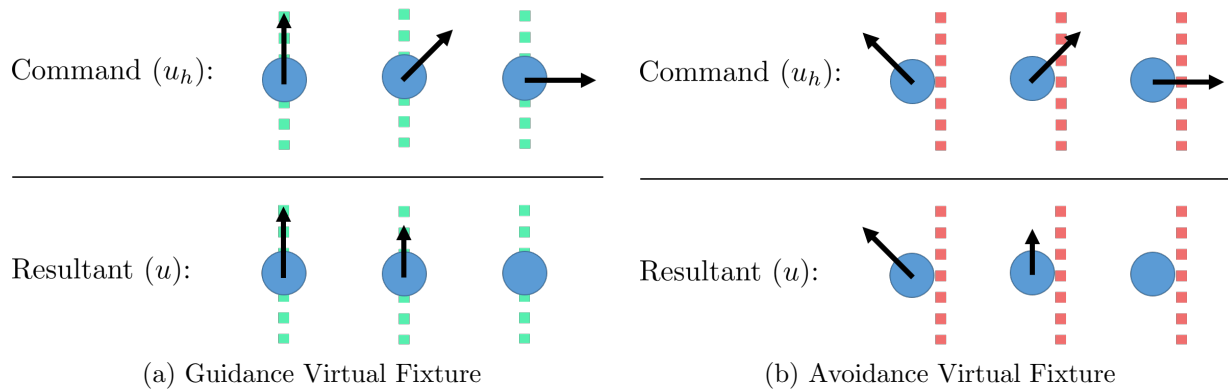 Command (u_h):
Resultant (u):
(a) Guidance Virtual Fixture
Command (u_h):
Resultant (u):
(b) Avoidance Virtual Fixture